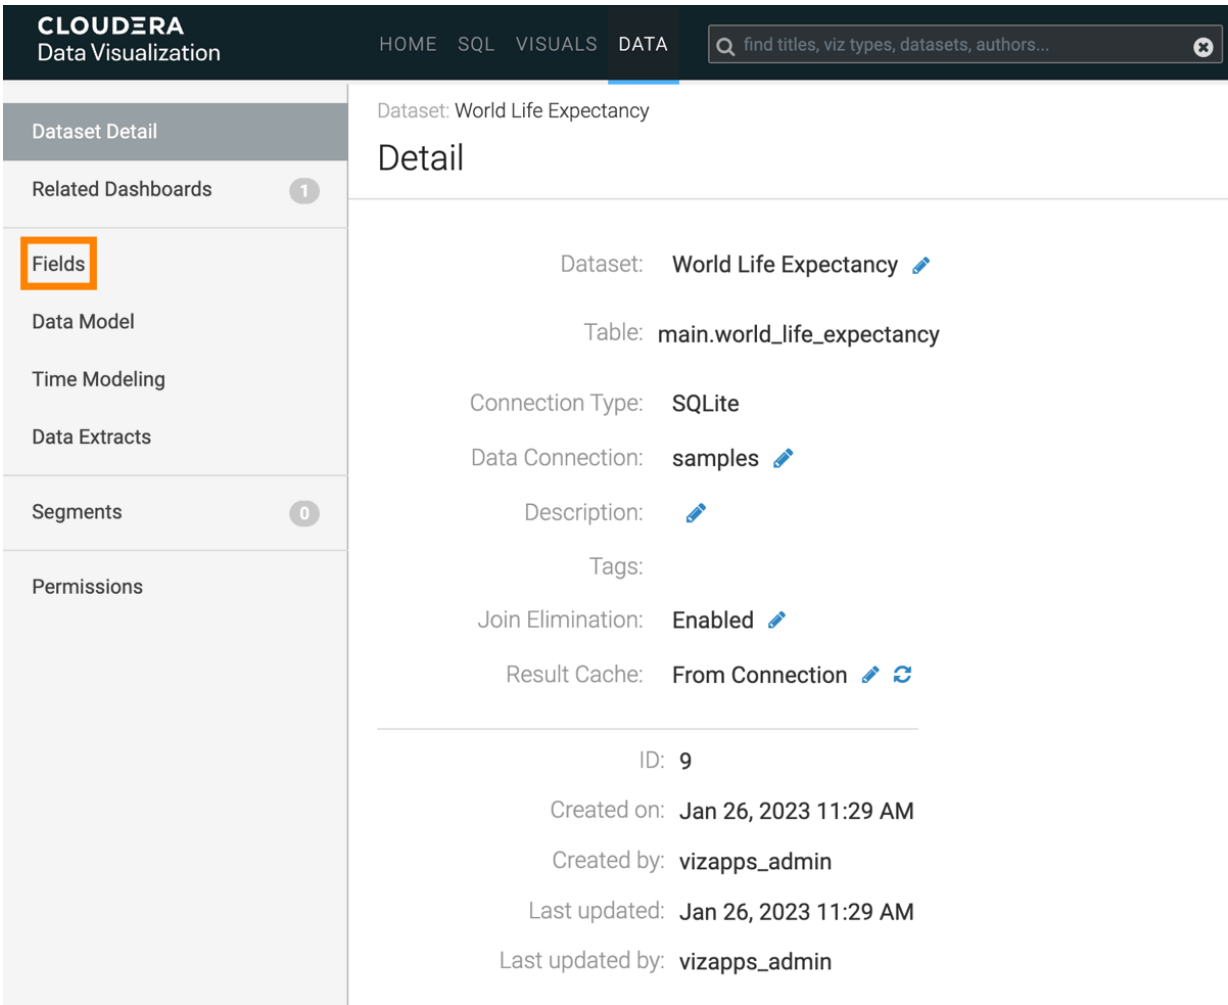 CLOUDERA
Data Visualization
HOME SQL VISUALS DATA
find titles, viz types, datasets, authors...
Dataset Detail
Related Dashboards 1
Fields
Data Model
Time Modeling
Data Extracts
Segments 0
Permissions
Dataset: World Life Expectancy
Detail
Dataset: World Life Expectancy
Table: main.world_life_expectancy
Connection Type: SQLite
Data Connection: samples
Description:
Tags:
Join Elimination: Enabled
Result Cache: From Connection
ID: 9
Created on: Jan 26, 2023 11:29 AM
Created by: vizapps_admin
Last updated: Jan 26, 2023 11:29 AM
Last updated by: vizapps_admin